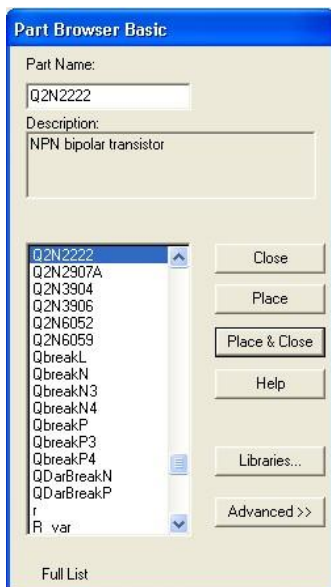 Part Browser Basic
Part Name:
Q2N2222
Description:
NPN bipolar transistor
Q2N2222
Q2N2907A
Q2N3904
Q2N3906
Q2N6052
Q2N6059
QbreakL
QbreakN
QbreakN3
QbreakN4
QbreakP
QbreakP3
QbreakP4
QDarBreakN
QDarBreakP
r
R_var
Close
Place
Place & Close
Help
Libraries...
Advanced >>
Full List